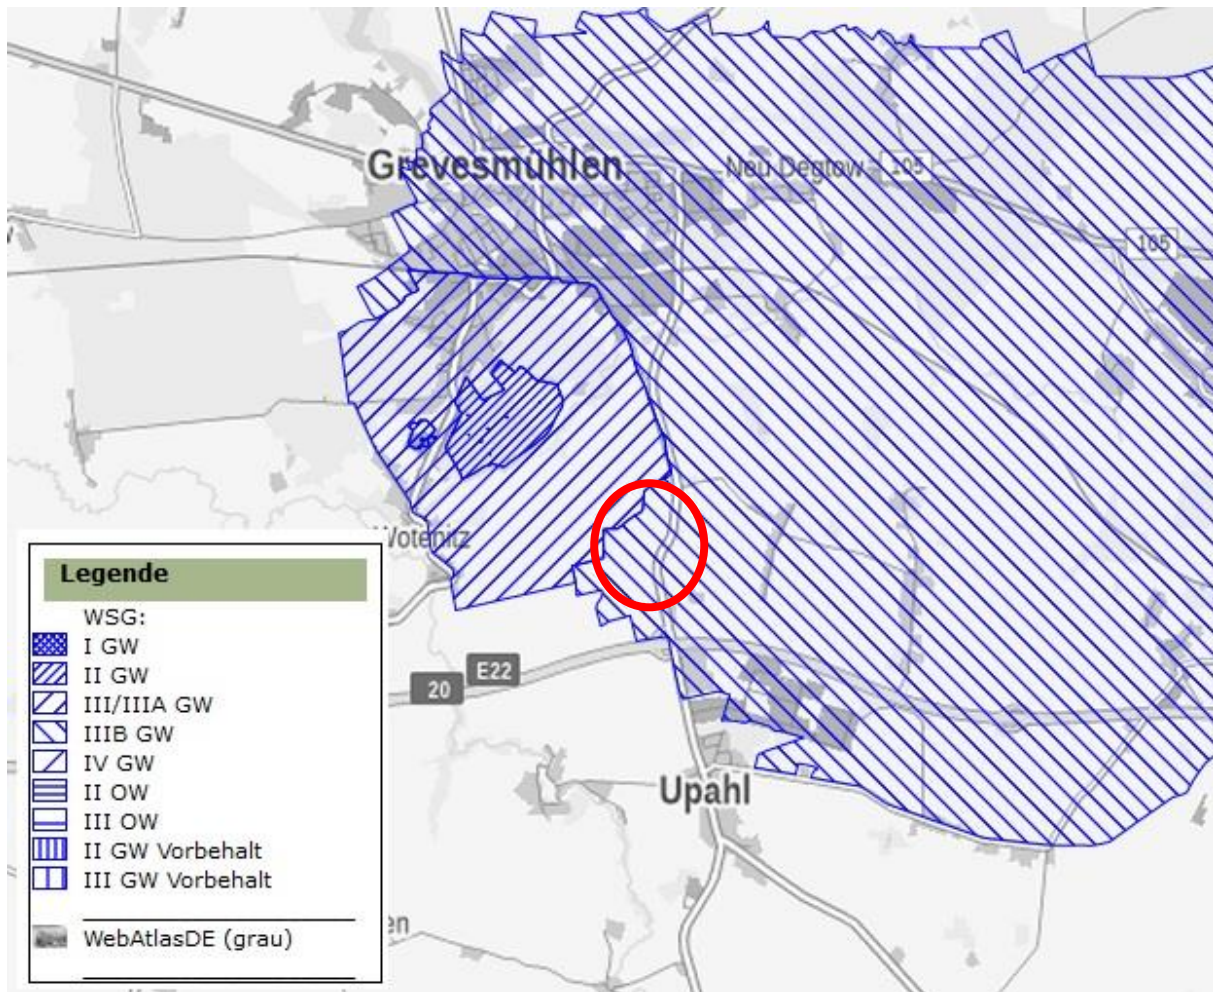 Grevesmühlen
Neu Degtow
105
105
Wotenitz
Legende
WSG:
I GW
II GW
III/IIIA GW
IIIB GW
IV GW
II OW
III OW
II GW Vorbehalt
III GW Vorbehalt
WebAtlasDE (grau)
E22
20
Upahl
en